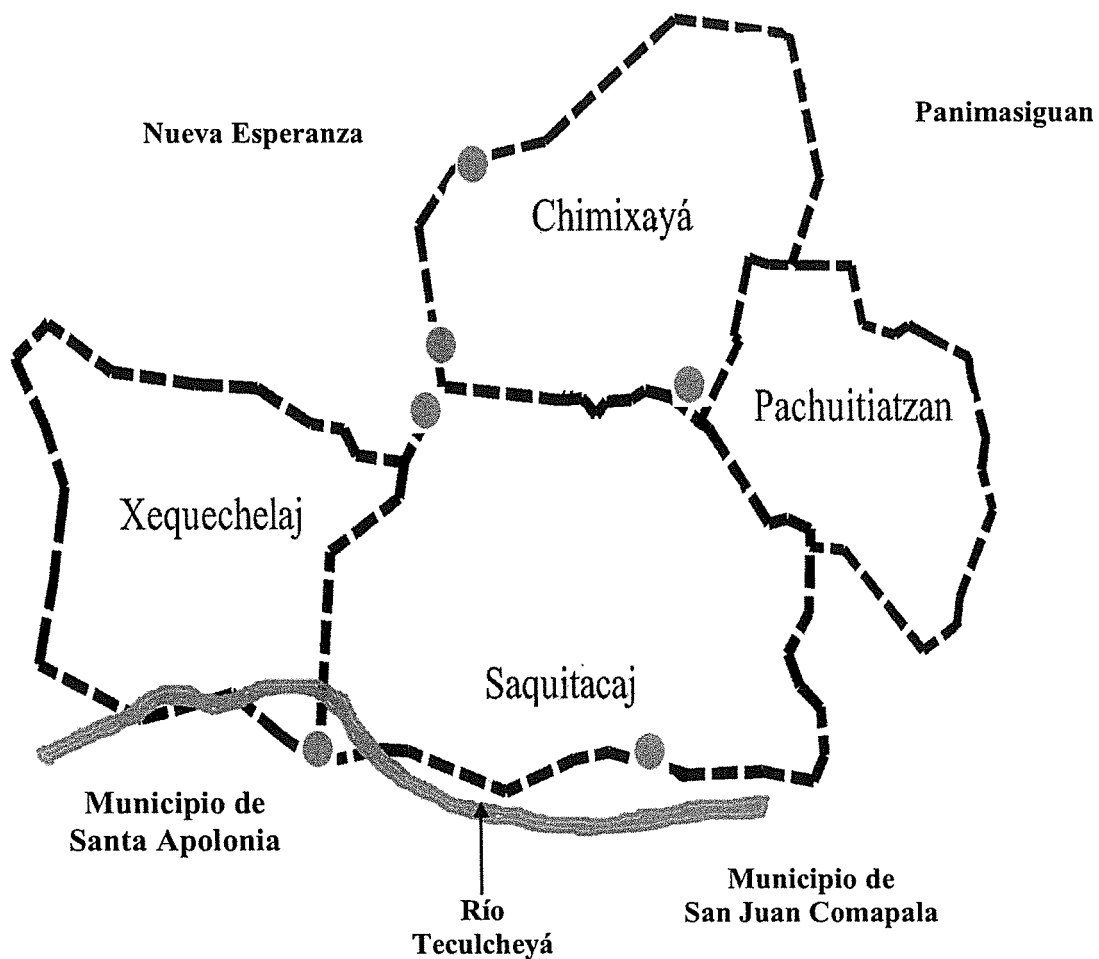 Nueva Esperanza
Panimasiguan
Chimixayá
Pachuitiatzan
Xequechelaj
Saquitacaj
Municipio de
Santa Apolonia
Río
Teculcheyá
Municipio de
San Juan Comapala